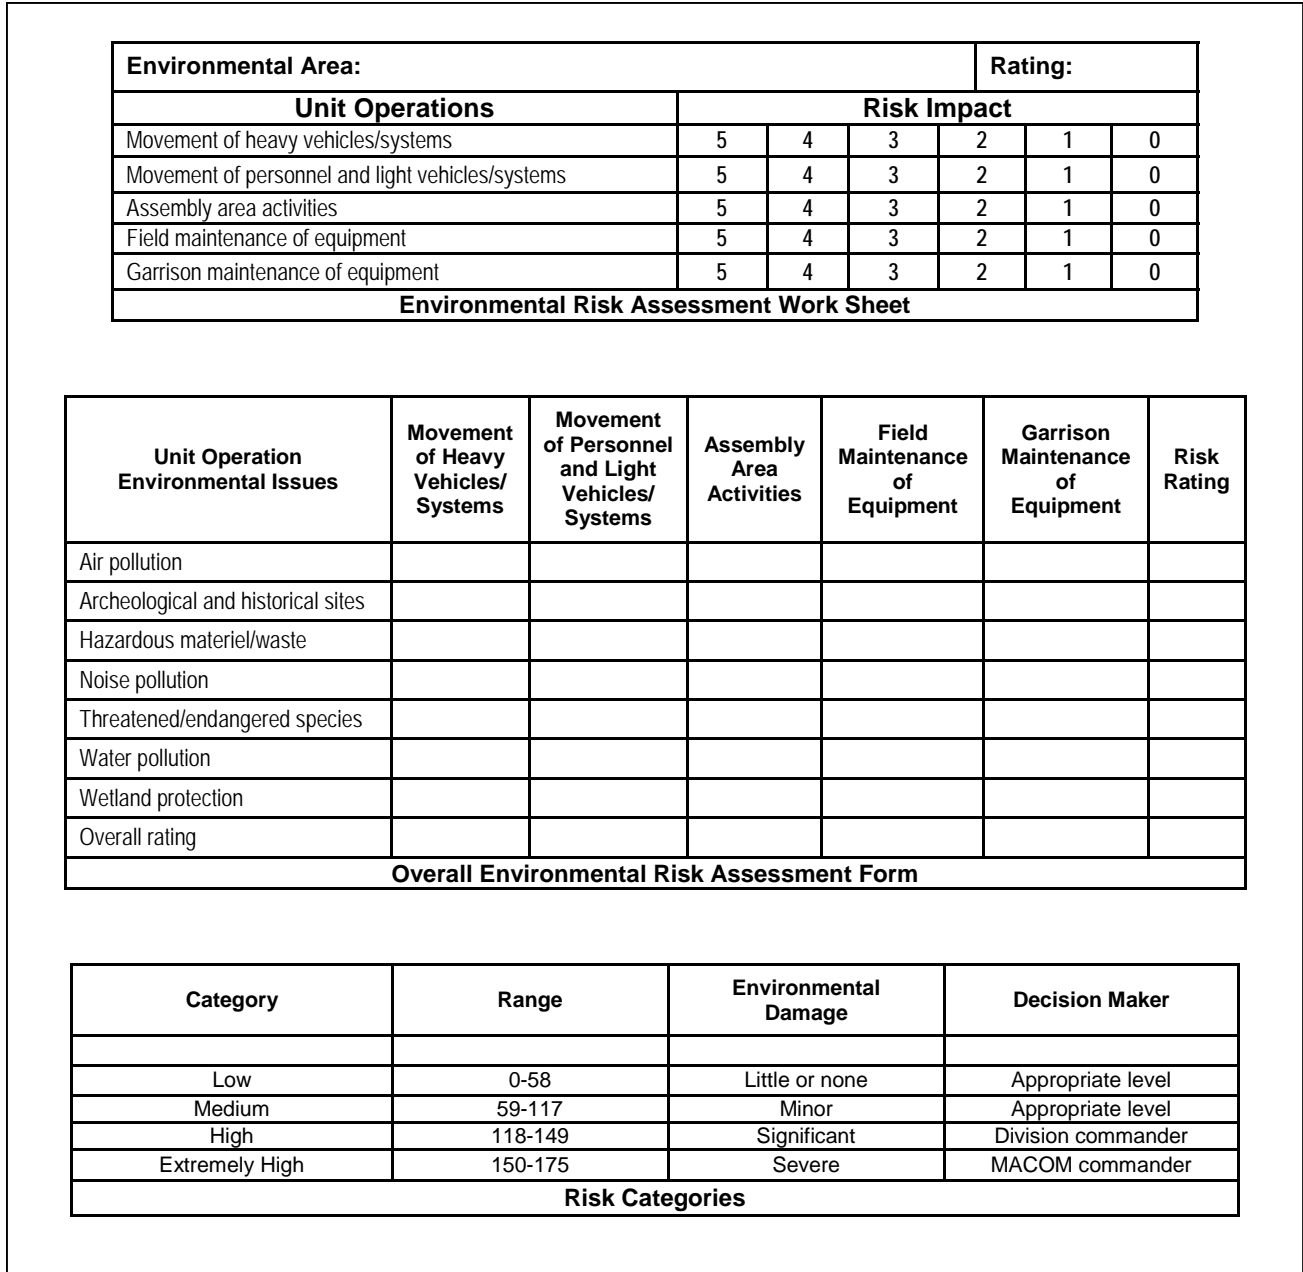 Environmental Area: Rating:
Unit Operations Risk Impact
Movement of heavy vehicles/systems 5 4 3 2 1 0
Movement of personnel and light vehicles/systems 5 4 3 2 1 0
Assembly area activities 5 4 3 2 1 0
Field maintenance of equipment 5 4 3 2 1 0
Garrison maintenance of equipment 5 4 3 2 1 0
Environmental Risk Assessment Work Sheet
Unit Operation
Environmental Issues
Movement
of Heavy
Vehicles/
Systems
Movement
of Personnel
and Light
Vehicles/
Systems
Assembly
Area
Activities
Field
Maintenance
of
Equipment
Garrison
Maintenance
of
Equipment
Risk
Rating
Air pollution
Archeological and historical sites
Hazardous materiel/waste
Noise pollution
Threatened/endangered species
Water pollution
Wetland protection
Overall rating
Overall Environmental Risk Assessment Form
Category
Range
Environmental
Damage
Decision Maker
Low 0-58 Little or none Appropriate level
Medium 59-117 Minor Appropriate level
High 118-149 Significant Division commander
Extremely High 150-175 Severe MACOM commander
Risk Categories